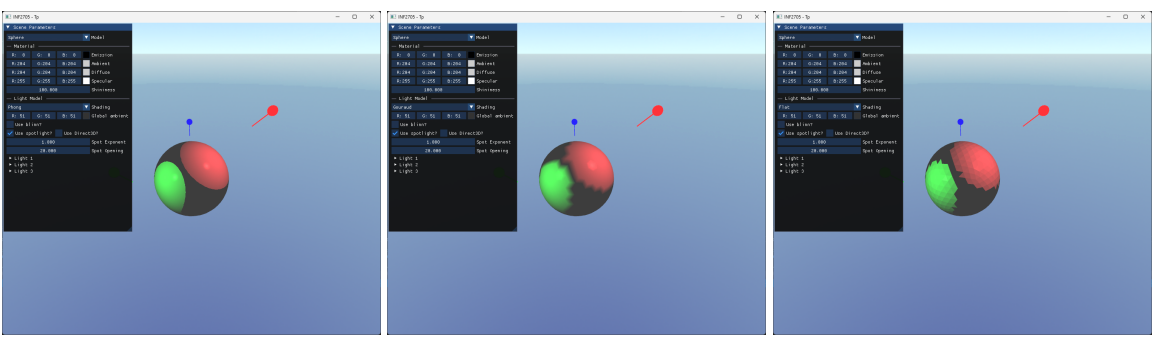 INF2705 - Tp
Scene Parameters
Sphere Model
Material
R: 0 G: 0 B: 0 Emission
R:204 G:204 B:204 Ambient
R:204 G:204 B:204 Diffuse
R:255 G:255 B:255 Specular
100.000 Shininess
Light Model
Phong Shading
R: 51 G: 51 B: 51 Global ambient
Use blinn?
Use spotlight? Use Direct3D?
1.000 Spot Exponent
20.000 Spot Opening
Light 1
Light 2
Light 3
INF2705 - Tp
Scene Parameters
Sphere Model
Material
R: 0 G: 0 B: 0 Emission
R:204 G:204 B:204 Ambient
R:204 G:204 B:204 Diffuse
R:255 G:255 B:255 Specular
100.000 Shininess
Light Model
Gouraud Shading
R: 51 G: 51 B: 51 Global ambient
Use blinn?
Use spotlight? Use Direct3D?
1.000 Spot Exponent
20.000 Spot Opening
Light 1
Light 2
Light 3
INF2705 - Tp
Scene Parameters
Sphere Model
Material
R: 0 G: 0 B: 0 Emission
R:204 G:204 B:204 Ambient
R:204 G:204 B:204 Diffuse
R:255 G:255 B:255 Specular
100.000 Shininess
Light Model
Flat Shading
R: 51 G: 51 B: 51 Global ambient
Use blinn?
Use spotlight? Use Direct3D?
1.000 Spot Exponent
20.000 Spot Opening
Light 1
Light 2
Light 3